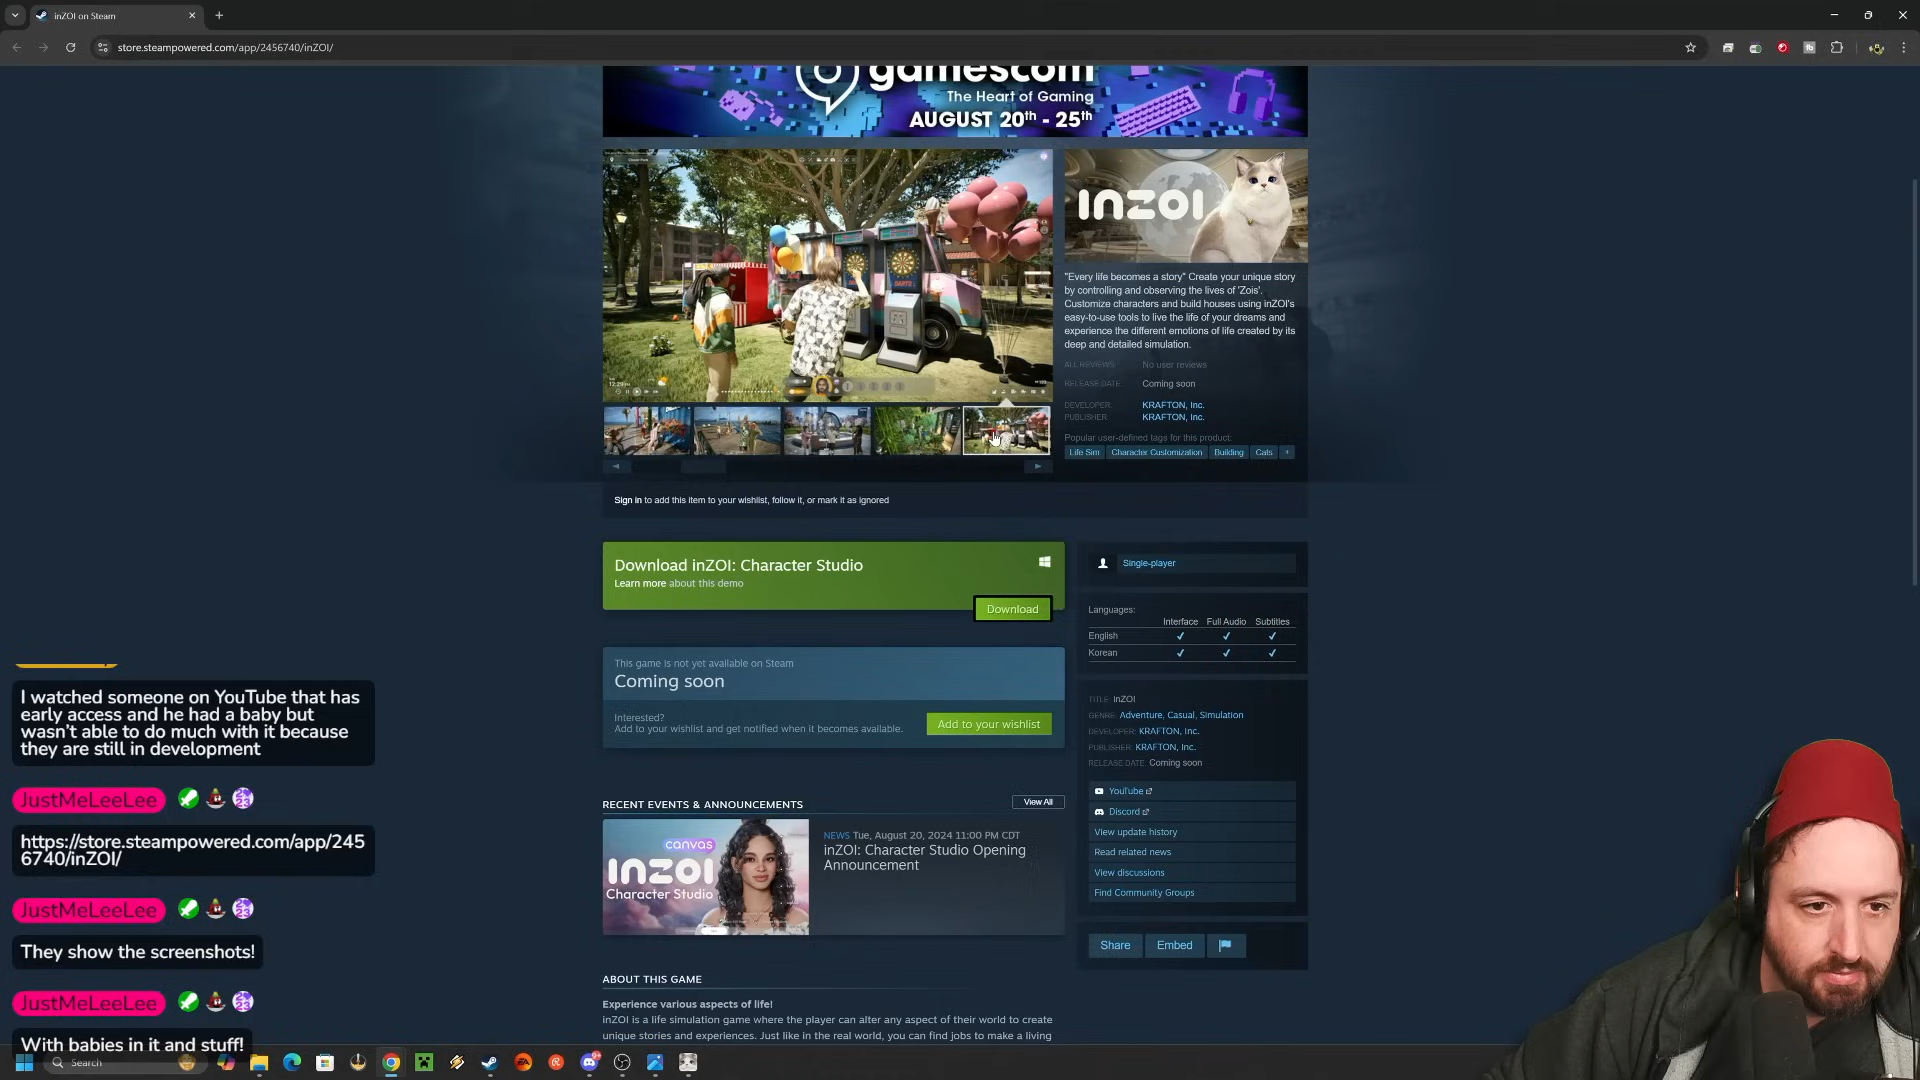 inZOI on Steam
store.steampowered.com/app/2456740/inZOI/
gamescom
The Heart of Gaming
AUGUST 20th - 25th
DARTS
12:29
INZOI
"Every life becomes a story" Create your unique story
by controlling and observing the lives of 'Zois'.
Customize characters and build houses using inZOI's
easy-to-use tools to live the life of your dreams and
experience the different emotions of life created by its
deep and detailed simulation.
ALL REVIEWS: No user reviews
RELEASE DATE: Coming soon
DEVELOPER: KRAFTON, Inc.
PUBLISHER: KRAFTON, Inc.
Popular user-defined tags for this product:
Life Sim Character Customization Building Cats +
Sign in to add this item to your wishlist, follow it, or mark it as ignored
Download inZOI: Character Studio
Learn more about this demo
Download
This game is not yet available on Steam
Coming soon
Interested?
Add to your wishlist and get notified when it becomes available.
Add to your wishlist
RECENT EVENTS & ANNOUNCEMENTS
View All
canvas
INZOI
Character Studio
NEWS Tue, August 20, 2024 11:00 PM CDT
inZOI: Character Studio Opening
Announcement
ABOUT THIS GAME
Experience various aspects of life!
inZOI is a life simulation game where the player can alter any aspect of their world to create
unique stories and experiences. Just like in the real world, you can find jobs to make a living
Single-player
Languages:
Interface Full Audio Subtitles
English ✔ ✔ ✔
Korean ✔ ✔ ✔
TITLE: inZOI
GENRE: Adventure, Casual, Simulation
DEVELOPER: KRAFTON, Inc.
PUBLISHER: KRAFTON, Inc.
RELEASE DATE: Coming soon
YouTube
Discord
View update history
Read related news
View discussions
Find Community Groups
Share Embed
I watched someone on YouTube that has
early access and he had a baby but
wasn't able to do much with it because
they are still in development
JustMeLeeLee
https://store.steampowered.com/app/245
6740/inZOI/
JustMeLeeLee
They show the screenshots!
JustMeLeeLee
With babies in it and stuff!
Search